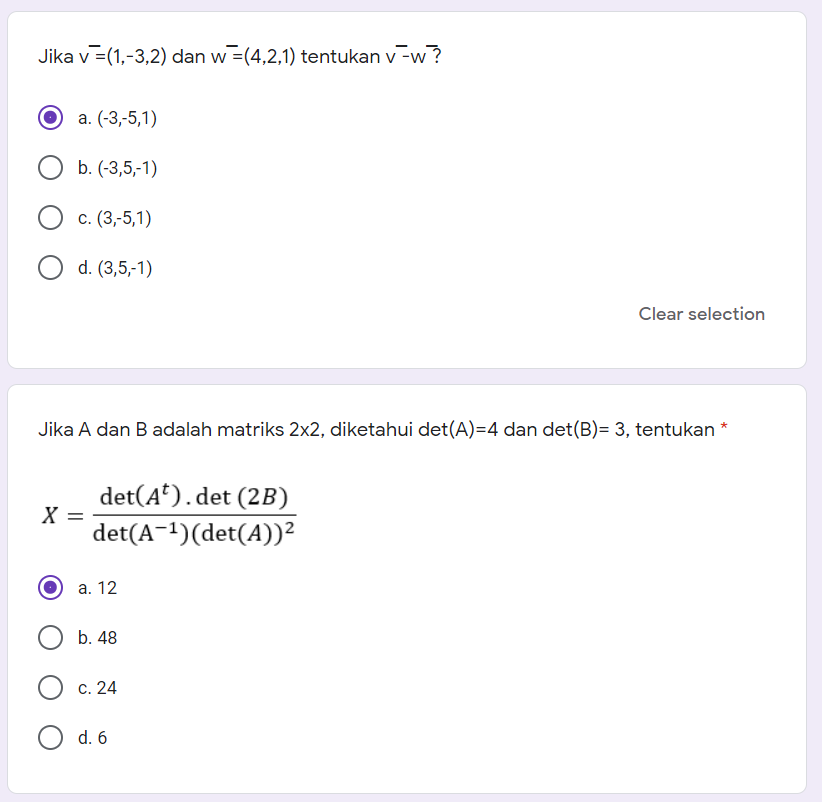 Jika v¯=(1,-3,2) dan w¯=(4,2,1) tentukan v¯-w¯?
a. (-3,-5,1)
b. (-3,5,-1)
c. (3,-5,1)
d. (3,5,-1)
Clear selection
Jika A dan B adalah matriks 2x2, diketahui det(A)=4 dan det(B)= 3, tentukan *
X = det(Aᵗ).det (2B)
det(A⁻¹)(det(A))²
a. 12
b. 48
c. 24
d. 6